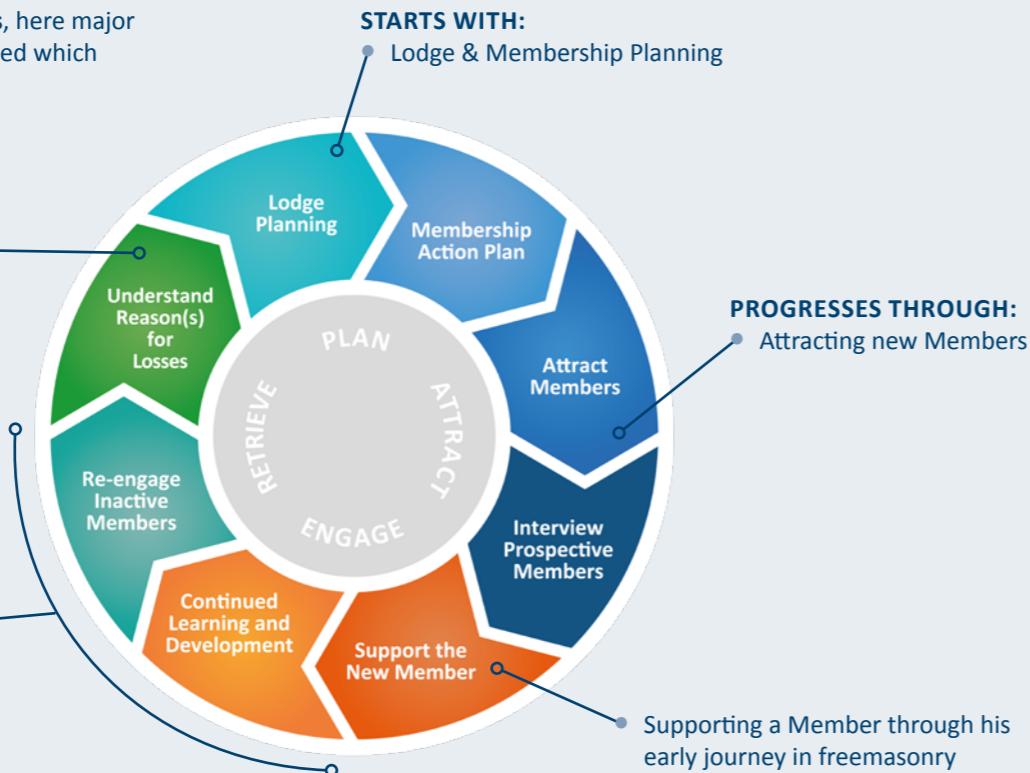 , here major
ed which
STARTS WITH:
Lodge & Membership Planning
Lodge
Planning
Membership
Action Plan
Understand
Reason(s)
for
Losses
PLAN
PROGRESSES THROUGH:
Attracting new Members
Attract
Members
ATTRACT
RETRIEVE
Re-engage
Inactive
Members
ENGAGE
Interview
Prospective
Members
Continued
Learning and
Development
Support the
New Member
Supporting a Member through his
early journey in freemasonry